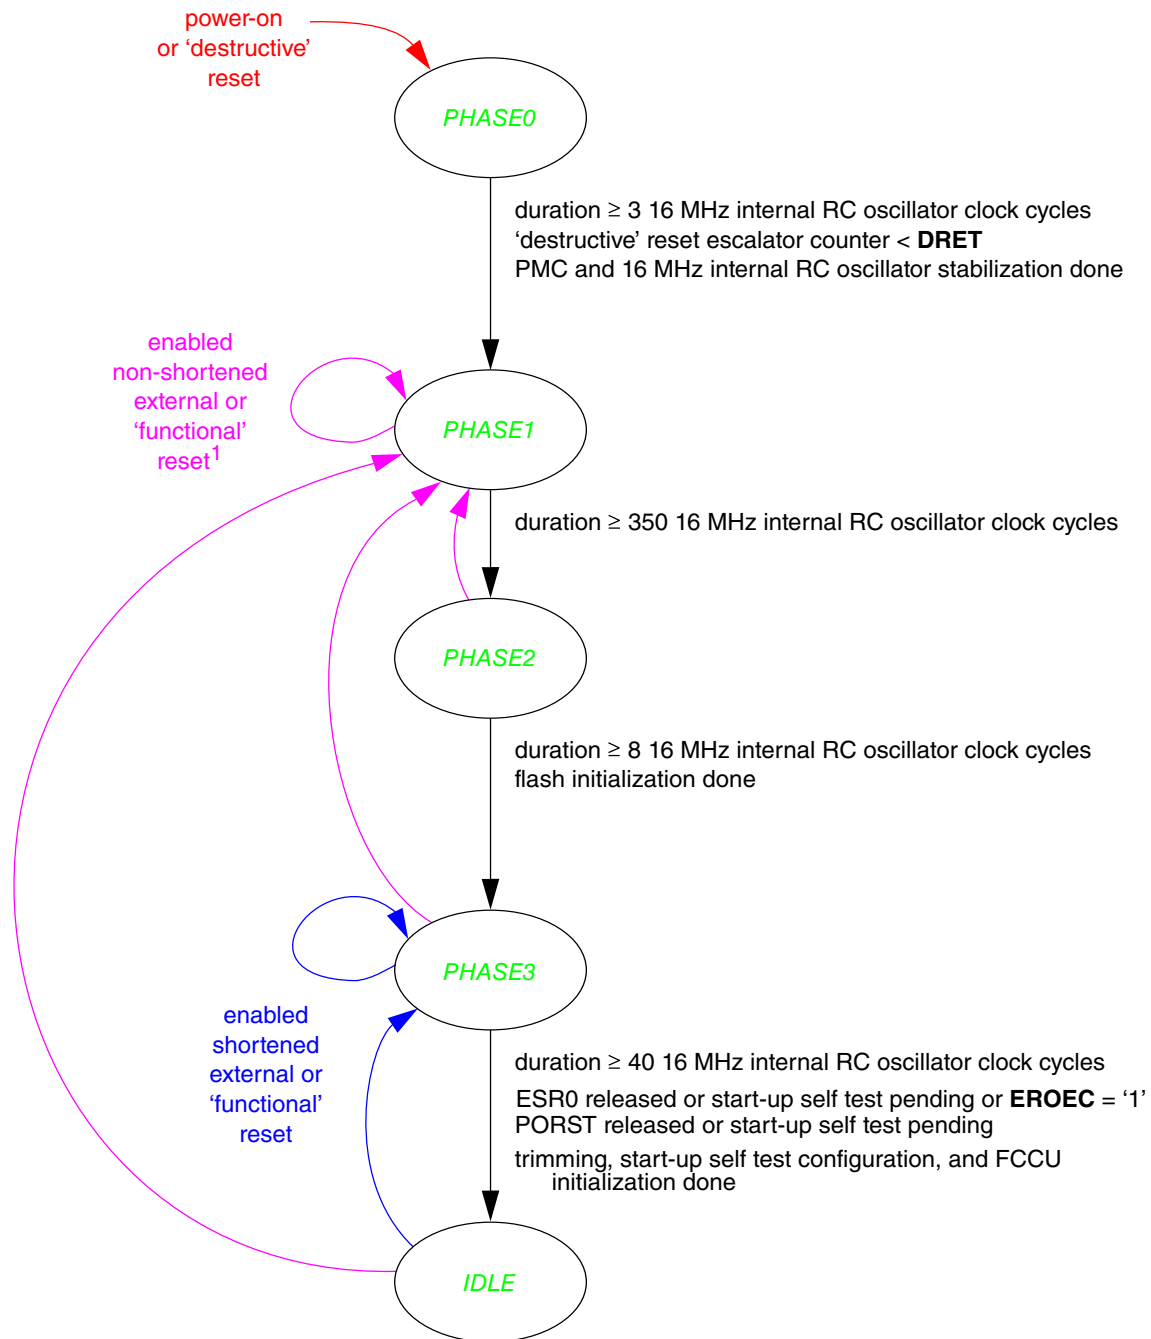 power-on
or ‘destructive’
reset
PHASE0
duration ≥ 3 16 MHz internal RC oscillator clock cycles
‘destructive’ reset escalator counter < DRET
PMC and 16 MHz internal RC oscillator stabilization done
enabled
non-shortened
external or
‘functional’
reset1
PHASE1
duration ≥ 350 16 MHz internal RC oscillator clock cycles
PHASE2
duration ≥ 8 16 MHz internal RC oscillator clock cycles
flash initialization done
PHASE3
enabled
shortened
external or
‘functional’
reset
duration ≥ 40 16 MHz internal RC oscillator clock cycles
ESR0 released or start-up self test pending or EROEC = ‘1’
PORST released or start-up self test pending
trimming, start-up self test configuration, and FCCU
initialization done
IDLE